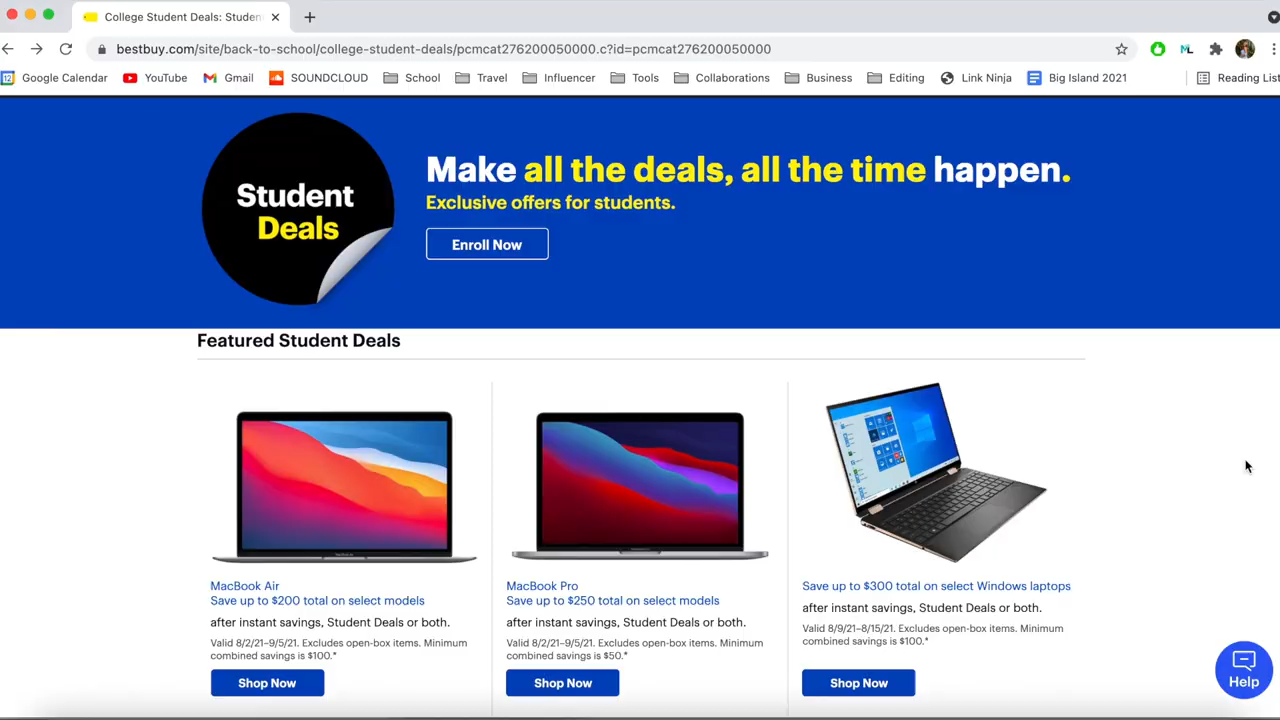 College Student Deals: Studen
bestbuy.com/site/back-to-school/college-student-deals/pcmcat276200050000.c?id=pcmcat276200050000
ML
12 Google Calendar YouTube Gmail SOUNDCLOUD School Travel Influencer Tools Collaborations Business Editing Link Ninja Big Island 2021 Reading List
Student
Deals
Make all the deals, all the time happen.
Exclusive offers for students.
Enroll Now
Featured Student Deals
MacBook Air
Save up to $200 total on select models
after instant savings, Student Deals or both.
Valid 8/2/21–9/5/21. Excludes open-box items. Minimum
combined savings is $100.*
Shop Now
MacBook Pro
Save up to $250 total on select models
after instant savings, Student Deals or both.
Valid 8/2/21–9/5/21. Excludes open-box items. Minimum
combined savings is $50.*
Shop Now
Save up to $300 total on select Windows laptops
after instant savings, Student Deals or both.
Valid 8/9/21–8/15/21. Excludes open-box items. Minimum
combined savings is $100.*
Shop Now
Help